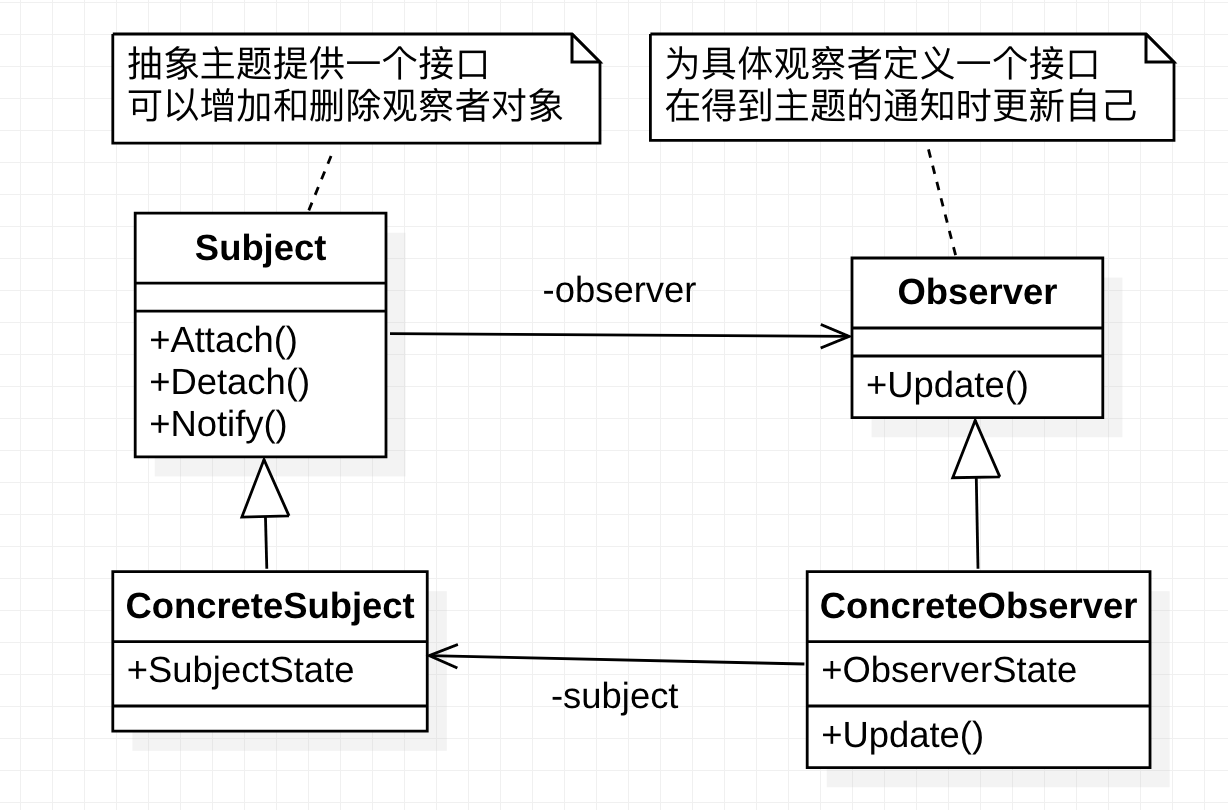 抽象主题提供一个接口
可以增加和删除观察者对象
为具体观察者定义一个接口
在得到主题的通知时更新自己
Subject
+Attach()
+Detach()
+Notify()
-observer
Observer
+Update()
ConcreteSubject
+SubjectState
-subject
ConcreteObserver
+ObserverState
+Update()